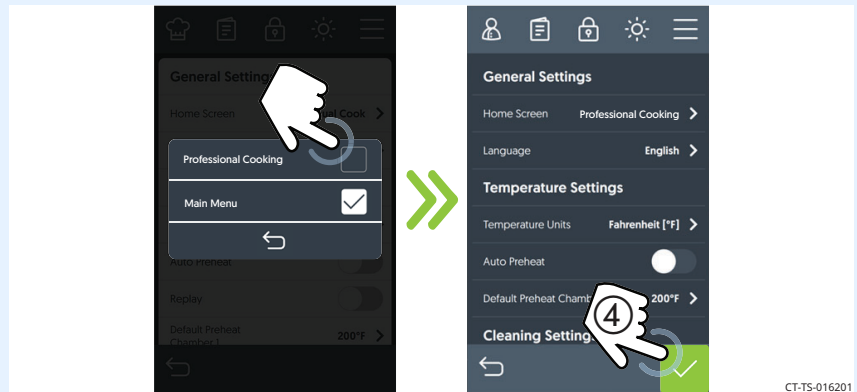 General Settings
Home Screen
Cook
Professional Cooking
Main Menu
Auto Preheat
Replay
Default Preheat
Chamber 1
200°F
General Settings
Home Screen Professional Cooking
Language English
Temperature Settings
Temperature Units Fahrenheit [°F]
Auto Preheat
Default Preheat 200°F
4
Cleaning Settings
CT-TS-016201